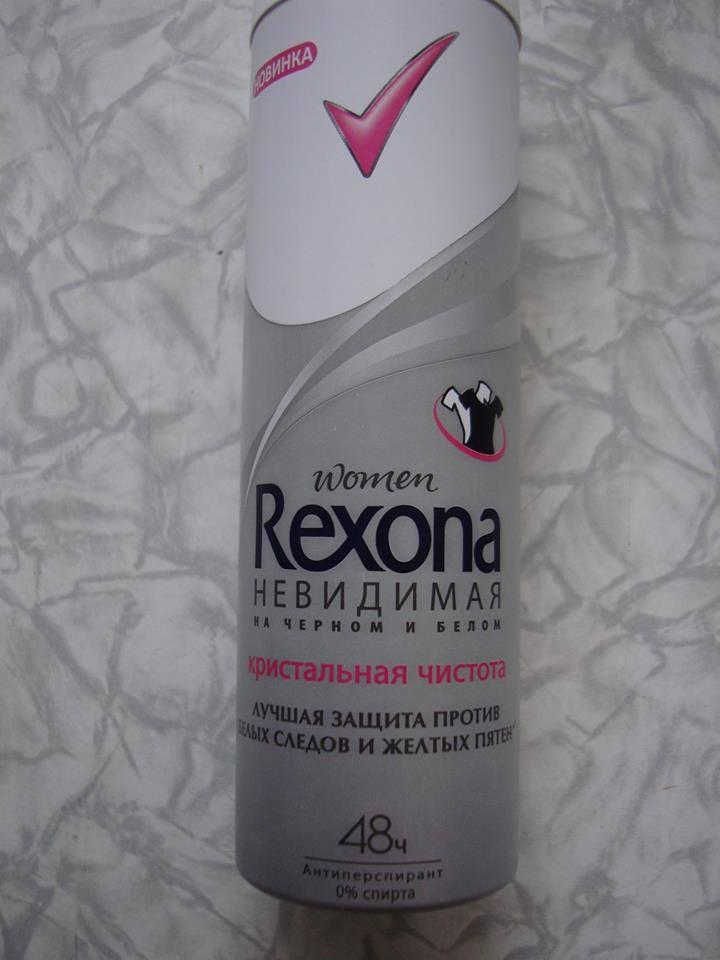 НОВИНКА
women
Rexona
НЕВИДИМАЯ
НА ЧЕРНОМ И БЕЛОМ
кристальная чистота
ЛУЧШАЯ ЗАЩИТА ПРОТИВ
БЕЛЫХ СЛЕДОВ И ЖЕЛТЫХ ПЯТЕН*
48ч
Антиперспирант
0% спирта